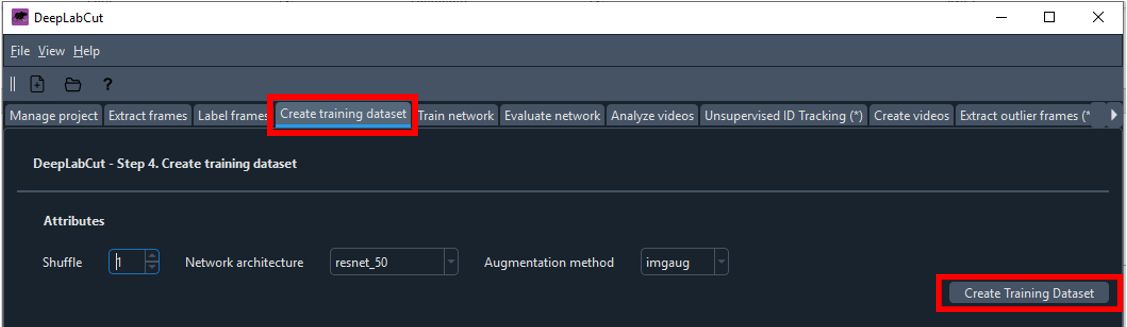 DeepLabCut
File View Help
?
Manage project Extract frames Label frames Create training dataset Train network Evaluate network Analyze videos Unsupervised ID Tracking (*) Create videos Extract outlier frames (*
DeepLabCut - Step 4. Create training dataset
Attributes
Shuffle 1 Network architecture resnet_50 Augmentation method imgaug
Create Training Dataset